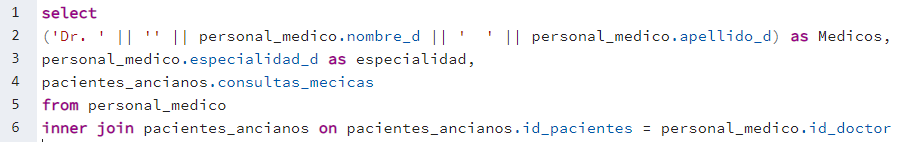 1 select
2 ('Dr. ' || '' || personal_medico.nombre_d || '  ' || personal_medico.apellido_d) as Medicos,
3 personal_medico.especialidad_d as especialidad,
4 pacientes_ancianos.consultas_mecicas
5 from personal_medico
6 inner join pacientes_ancianos on pacientes_ancianos.id_pacientes = personal_medico.id_doctor